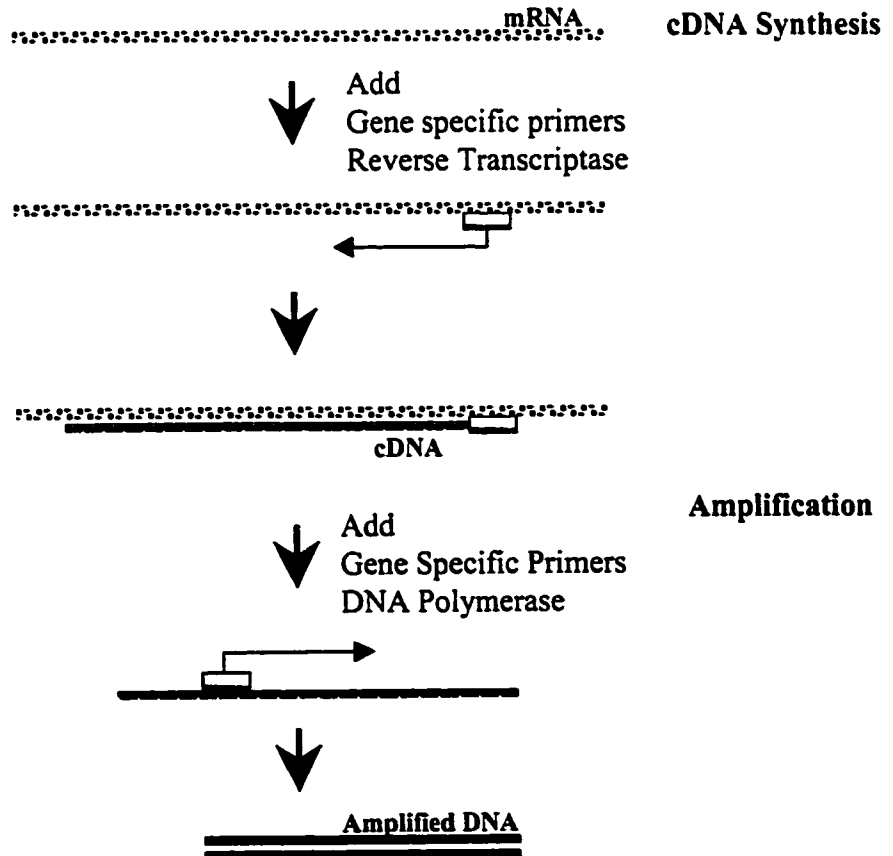 mRNA
cDNA Synthesis
Add
Gene specific primers
Reverse Transcriptase
cDNA
Amplification
Add
Gene Specific Primers
DNA Polymerase
Amplified DNA